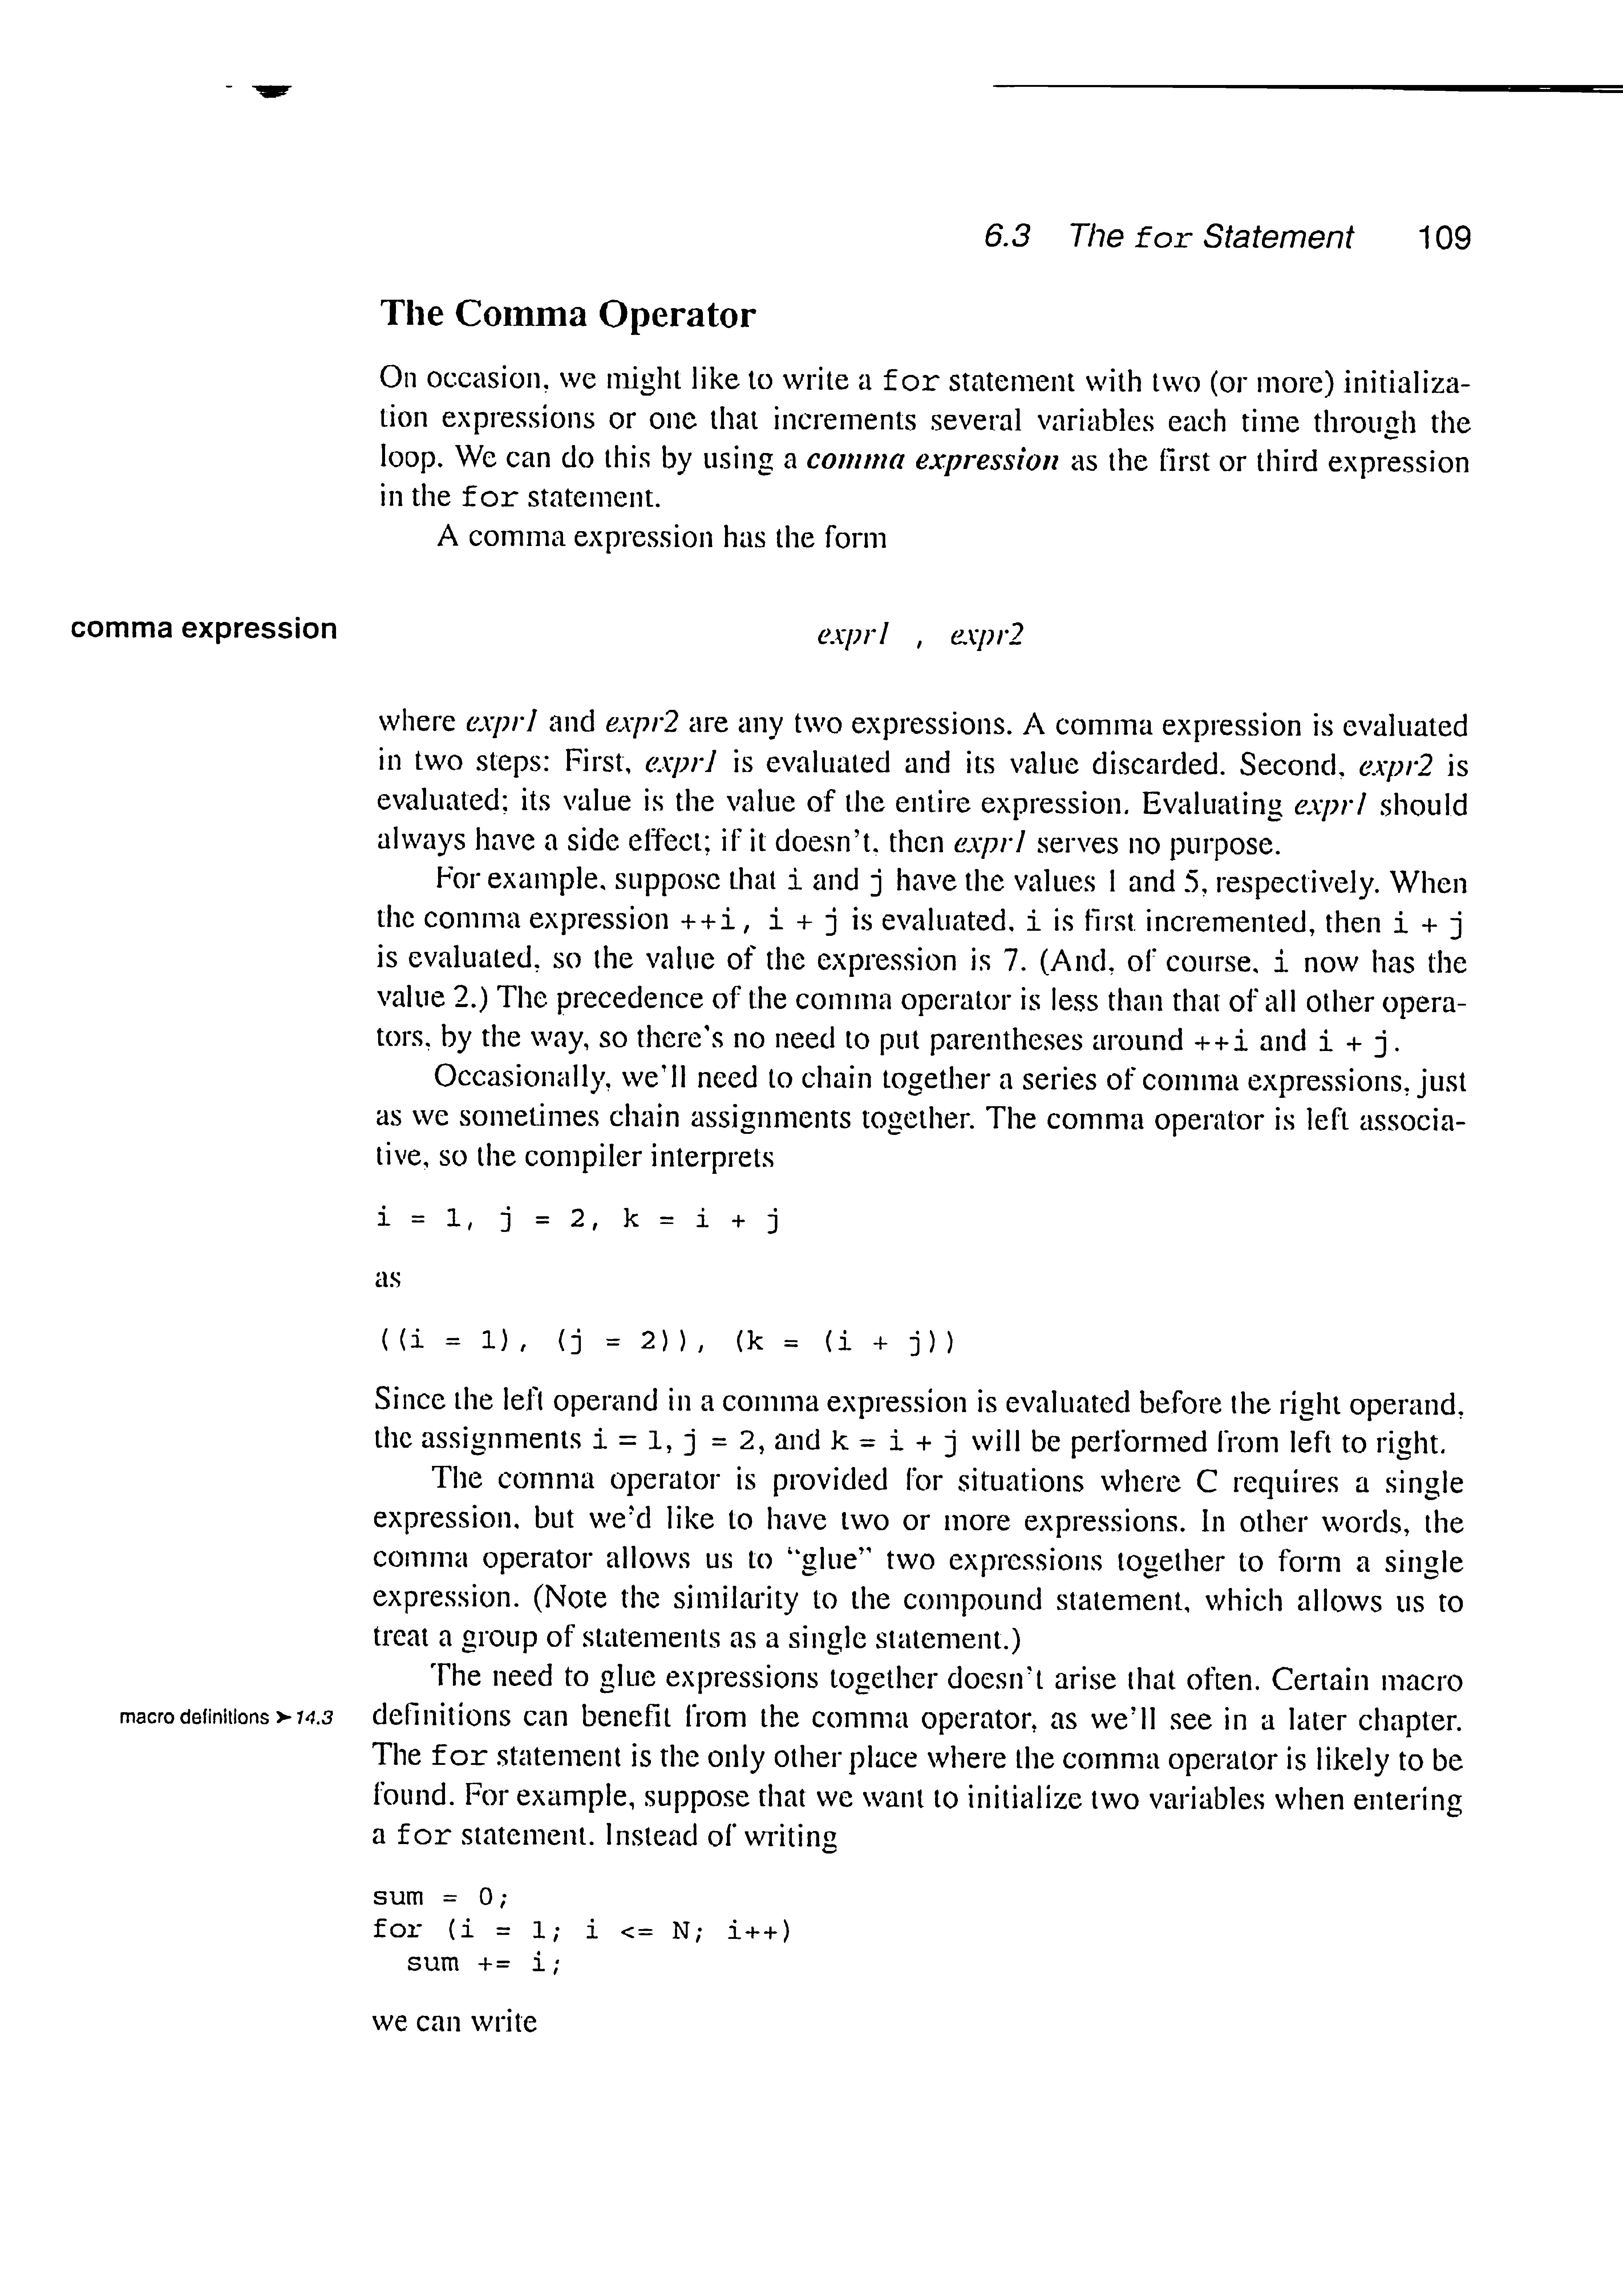 6.3 The for Statement 109
The Comma Operator
On occasion, we might like to write a for statement with two (or more) initializa-
tion expressions or one that increments several variables each time through the
loop. We can do this by using a comma expression as the first or third expression
in the for statement.
A comma expression has the form
comma expression
expr1 , expr2
where expr1 and expr2 are any two expressions. A comma expression is evaluated
in two steps: First, expr1 is evaluated and its value discarded. Second, expr2 is
evaluated; its value is the value of the entire expression. Evaluating expr1 should
always have a side effect; if it doesn't, then expr1 serves no purpose.
For example, suppose that i and j have the values 1 and 5, respectively. When
the comma expression ++i, i + j is evaluated, i is first incremented, then i + j
is evaluated, so the value of the expression is 7. (And, of course, i now has the
value 2.) The precedence of the comma operator is less than that of all other opera-
tors, by the way, so there's no need to put parentheses around ++i and i + j.
Occasionally, we'll need to chain together a series of comma expressions, just
as we sometimes chain assignments together. The comma operator is left associa-
tive, so the compiler interprets
i = 1, j = 2, k = i + j
as
((i = 1), (j = 2)), (k = (i + j))
Since the left operand in a comma expression is evaluated before the right operand,
the assignments i = 1, j = 2, and k = i + j will be performed from left to right.
The comma operator is provided for situations where C requires a single
expression, but we'd like to have two or more expressions. In other words, the
comma operator allows us to "glue" two expressions together to form a single
expression. (Note the similarity to the compound statement, which allows us to
treat a group of statements as a single statement.)
The need to glue expressions together doesn't arise that often. Certain macro
macro definitions ➤ 14.3
definitions can benefit from the comma operator, as we'll see in a later chapter.
The for statement is the only other place where the comma operator is likely to be
found. For example, suppose that we want to initialize two variables when entering
a for statement. Instead of writing
sum = 0;
for (i = 1; i <= N; i++)
sum += i;
we can write